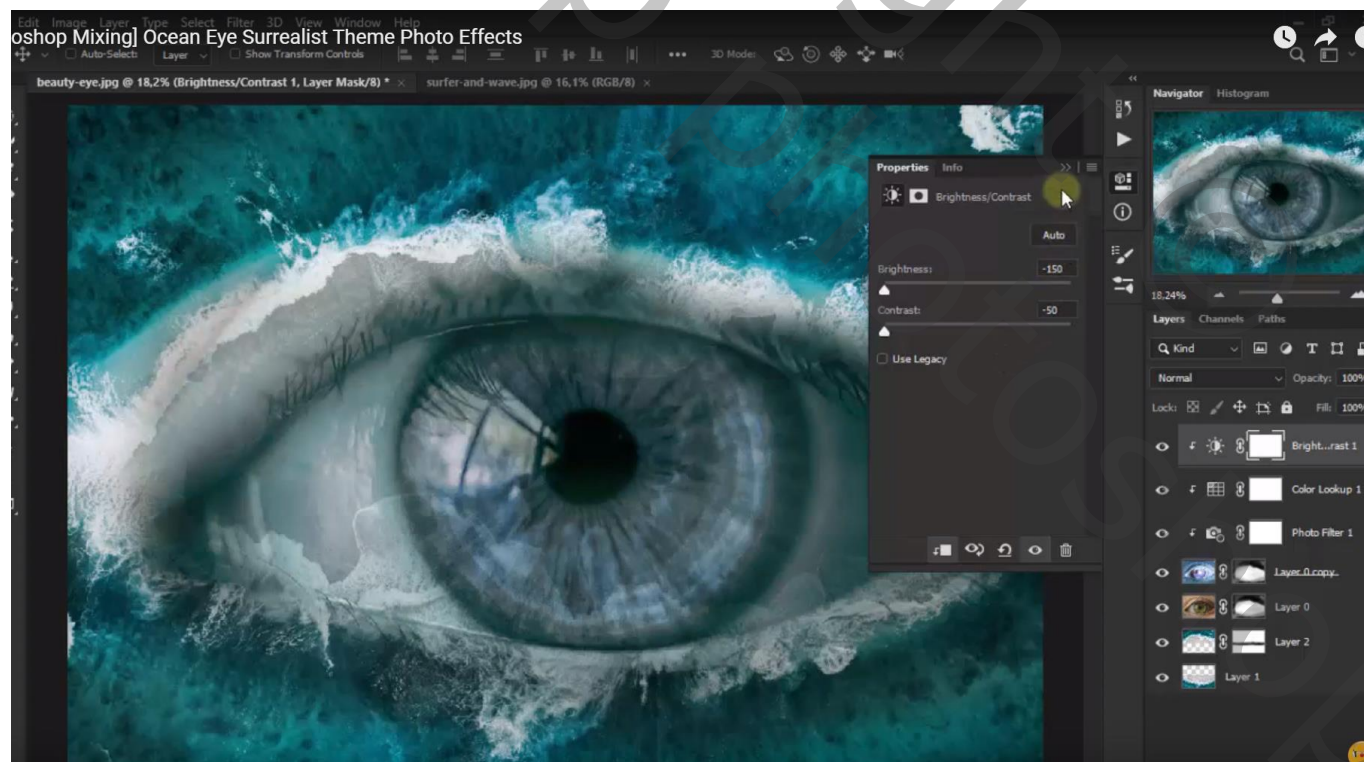 Edit Image Layer Type Select Filter 3D View Window Help
oshop Mixing] Ocean Eye Surrealist Theme Photo Effects
Auto-Select: Layer Show Transform Controls 3D Mode:
beauty-eye.jpg @ 18,2% (Brightness/Contrast 1, Layer Mask/8) * × surfer-and-wave.jpg @ 16,1% (RGB/8) ×
Navigator Histogram
Properties Info
Brightness/Contrast
Auto
Brightness: -150
Contrast: -50
Use Legacy
18,24%
Layers Channels Paths
Kind
Normal Opacity: 100%
Lock: Fill: 100%
Bright...rast 1
Color Lookup 1
Photo Filter 1
Layer 0 copy
Layer 0
Layer 2
Layer 1